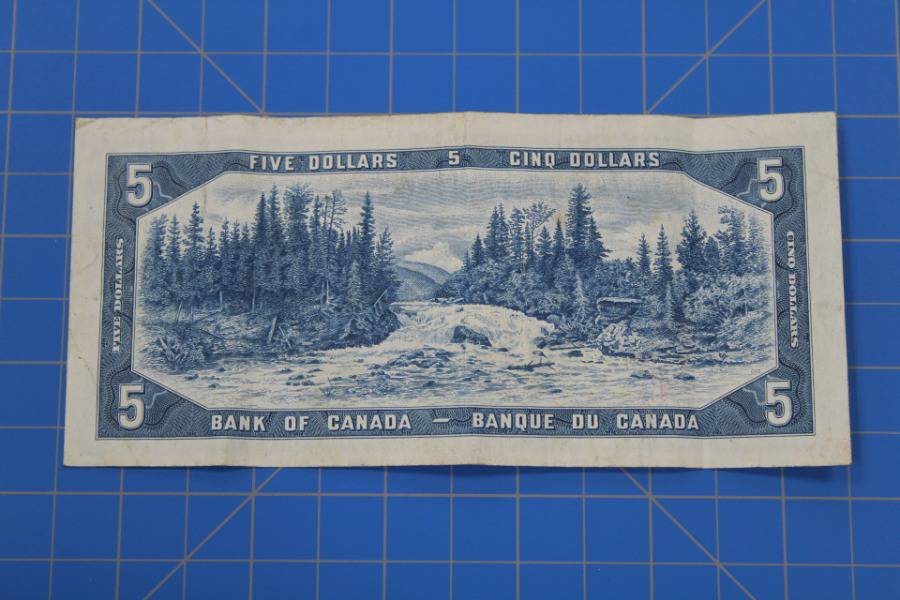 5 FIVE DOLLARS 5 CINQ DOLLARS 5
FIVE DOLLARS
CINQ DOLLARS
5 BANK OF CANADA — BANQUE DU CANADA 5